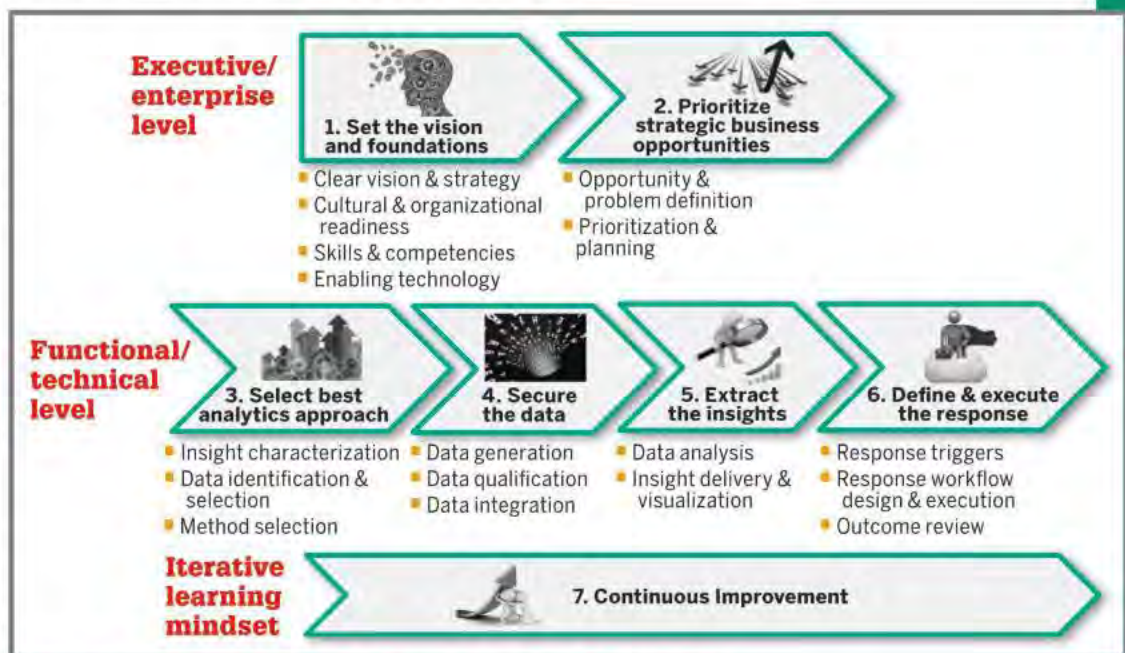 Executive/
enterprise
level
1. Set the vision
and foundations
2. Prioritize
strategic business
opportunities
Clear vision & strategy
Cultural & organizational
readiness
Skills & competencies
Enabling technology
Opportunity &
problem definition
Prioritization &
planning
Functional/
technical
level
3. Select best
analytics approach
4. Secure
the data
5. Extract
the insights
6. Define & execute
the response
Insight characterization
Data identification &
selection
Method selection
Data generation
Data qualification
Data integration
Data analysis
Insight delivery &
visualization
Response triggers
Response workflow
design & execution
Outcome review
Iterative
learning
mindset
7. Continuous Improvement